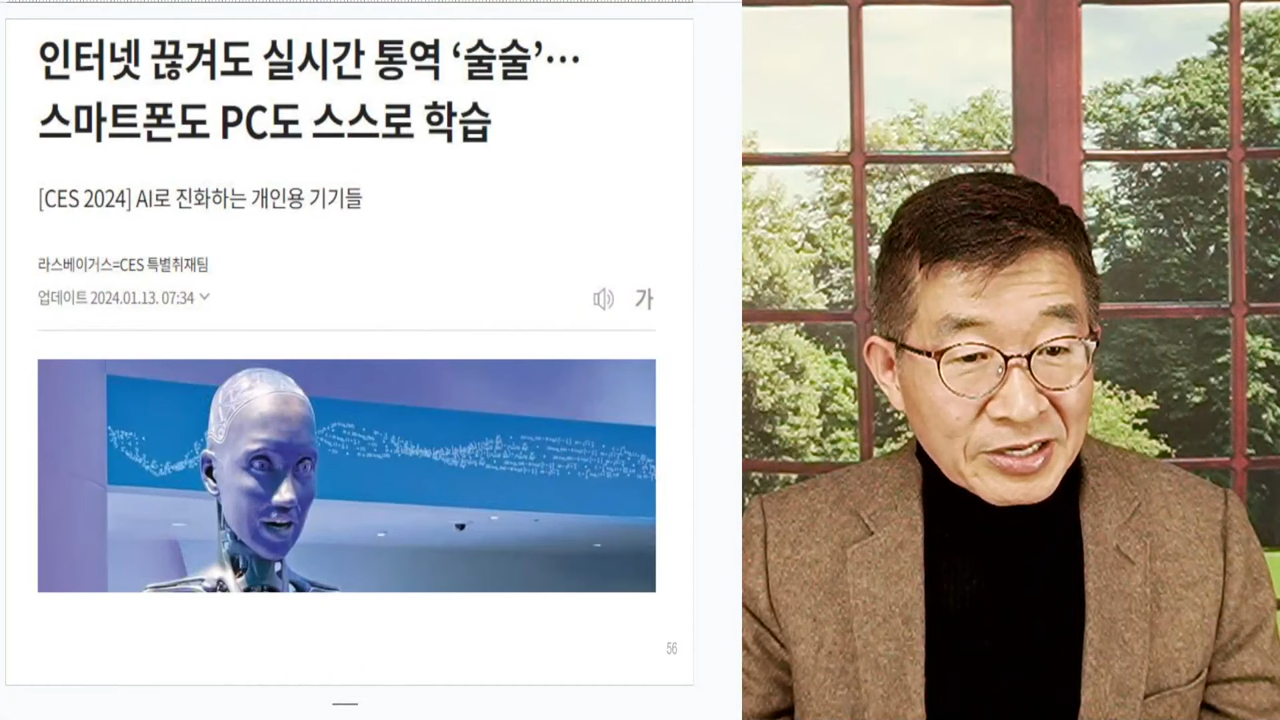 인터넷 끊겨도 실시간 통역 ‘술술’…
스마트폰도 PC도 스스로 학습
[CES 2024] AI로 진화하는 개인용 기기들
라스베이거스=CES 특별취재팀
업데이트 2024.01.13. 07:34
가
56